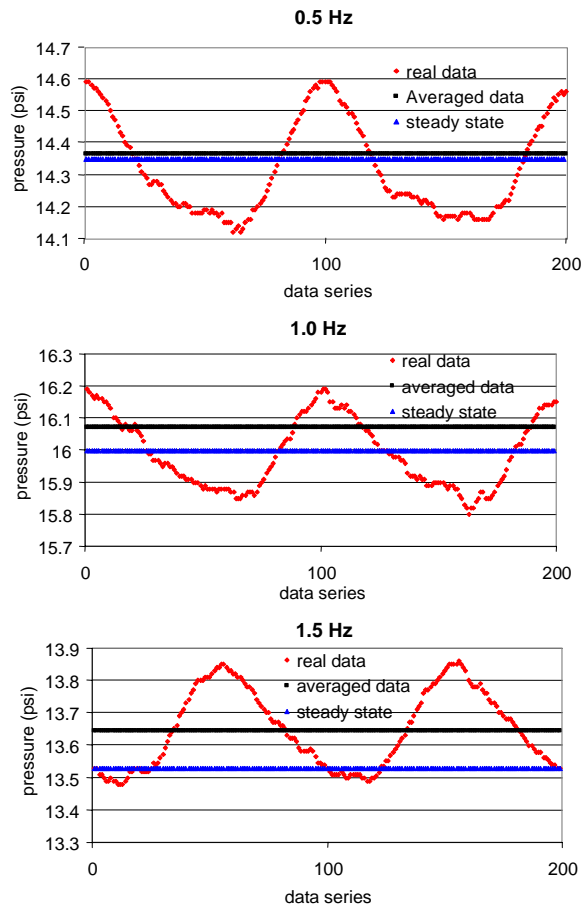 0.5 Hz
14.7
14.6
14.5
14.4
14.3
14.2
14.1
pressure (psi)
real data
Averaged data
steady state
0 100 200
data series
1.0 Hz
16.3
16.2
16.1
16
15.9
15.8
15.7
pressure (psi)
real data
averaged data
steady state
0 100 200
data series
1.5 Hz
13.9
13.8
13.7
13.6
13.5
13.4
13.3
pressure (psi)
real data
averaged data
steady state
0 100 200
data series